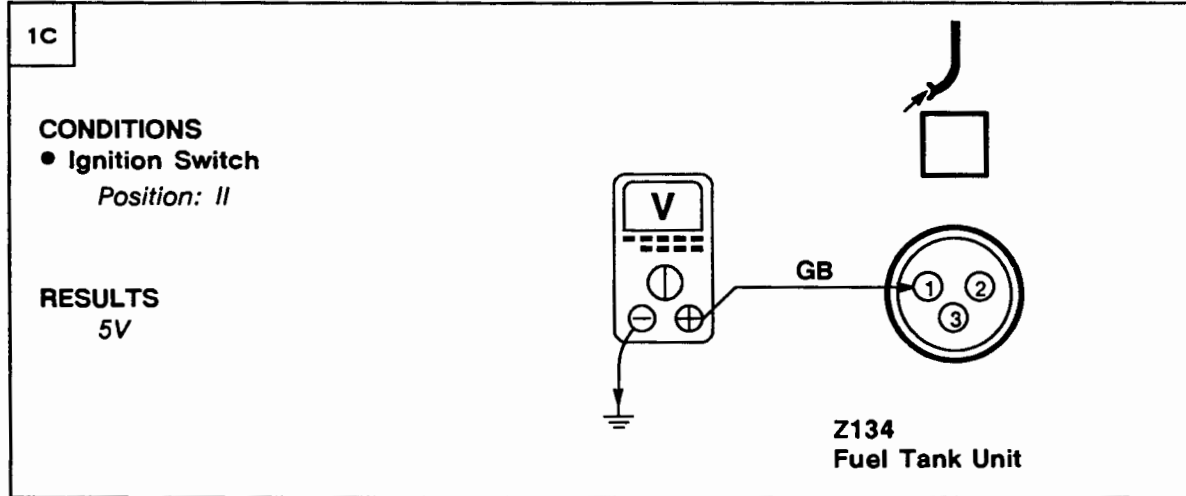 1C
CONDITIONS
● Ignition Switch
Position: II
RESULTS
5V
V
GB
1 2
3
Z134
Fuel Tank Unit